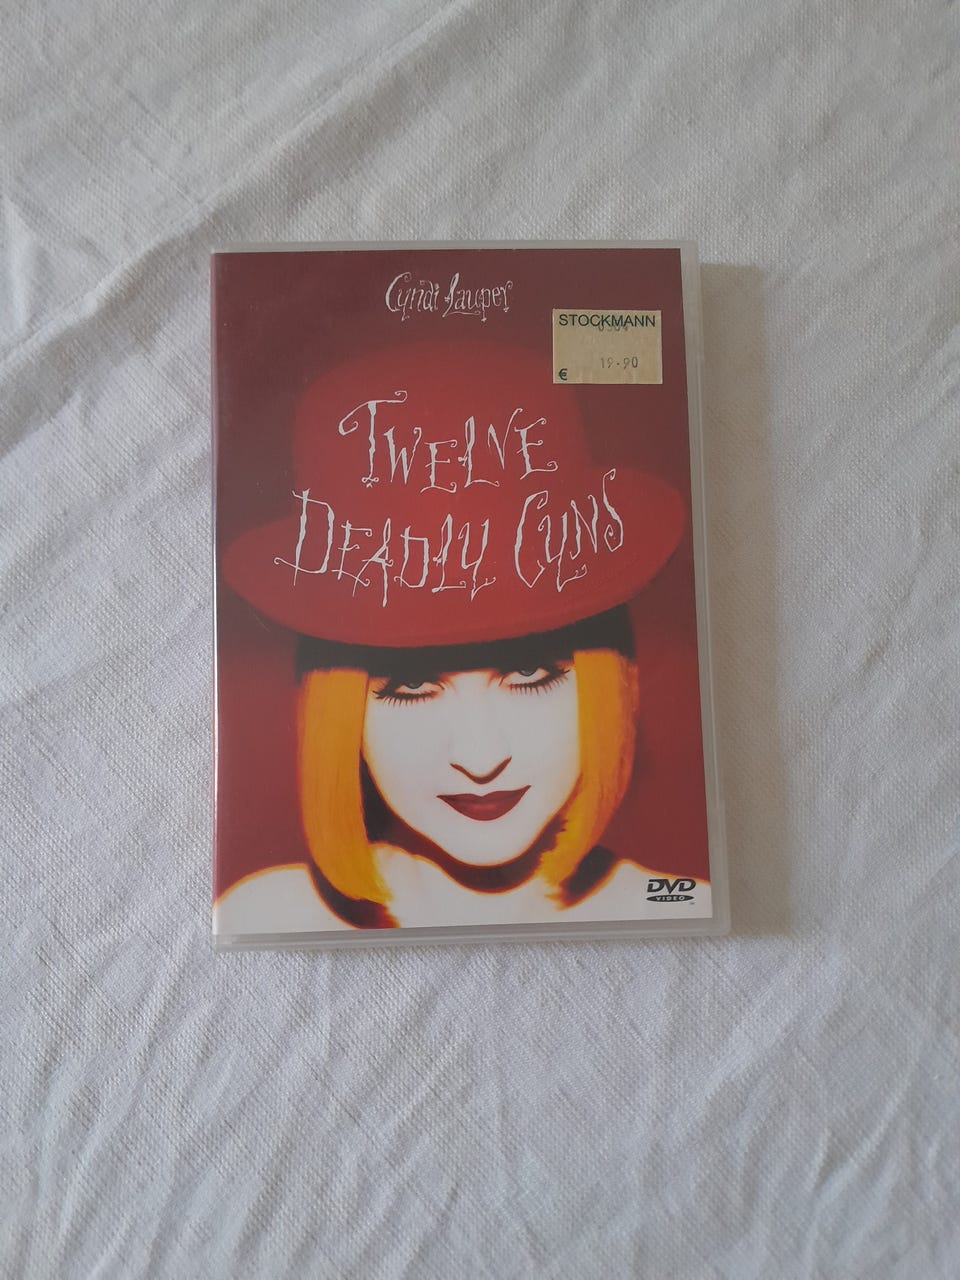 Cyndi Lauper
STOCKMANN
19.90
€
TWELVE
DEADLY CYNS
DVD
VIDEO